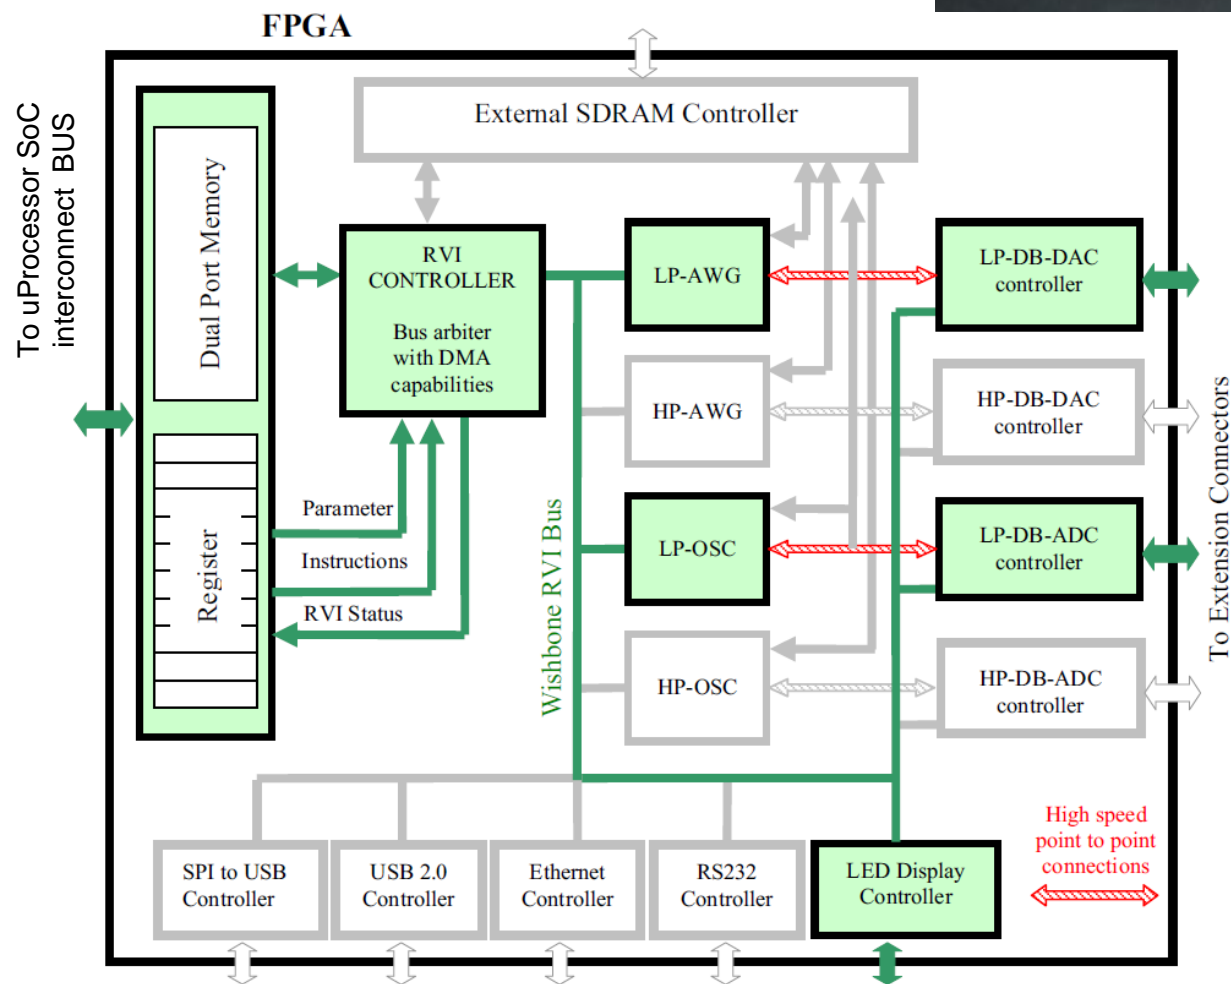 FPGA
To uProcessor SoC
interconnect BUS
External SDRAM Controller
Dual Port Memory
RVI
CONTROLLER
Bus arbiter
with DMA
capabilities
LP-AWG
LP-DB-DAC
controller
HP-AWG
HP-DB-DAC
controller
Parameter
Instructions
RVI Status
Register
Wishbone RVI Bus
LP-OSC
LP-DB-ADC
controller
HP-OSC
HP-DB-ADC
controller
To Extension Connectors
High speed
point to point
connections
SPI to USB
Controller
USB 2.0
Controller
Ethernet
Controller
RS232
Controller
LED Display
Controller